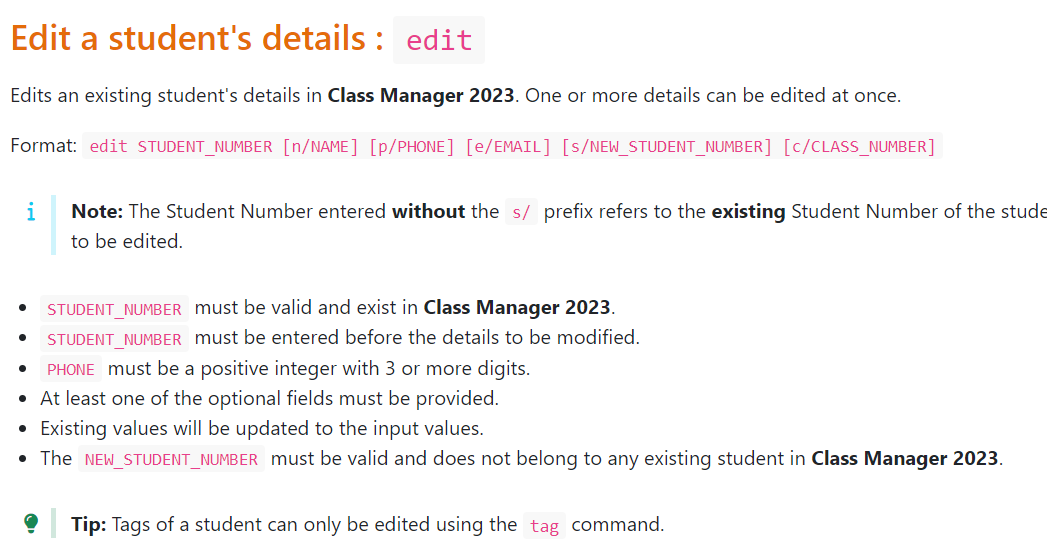 Edit a student's details : edit
Edits an existing student's details in Class Manager 2023. One or more details can be edited at once.
Format: edit STUDENT_NUMBER [n/NAME] [p/PHONE] [e/EMAIL] [s/NEW_STUDENT_NUMBER] [c/CLASS_NUMBER]
Note: The Student Number entered without the s/ prefix refers to the existing Student Number of the stude
to be edited.
STUDENT_NUMBER must be valid and exist in Class Manager 2023.
STUDENT_NUMBER must be entered before the details to be modified.
PHONE must be a positive integer with 3 or more digits.
At least one of the optional fields must be provided.
Existing values will be updated to the input values.
The NEW_STUDENT_NUMBER must be valid and does not belong to any existing student in Class Manager 2023.
Tip: Tags of a student can only be edited using the tag command.